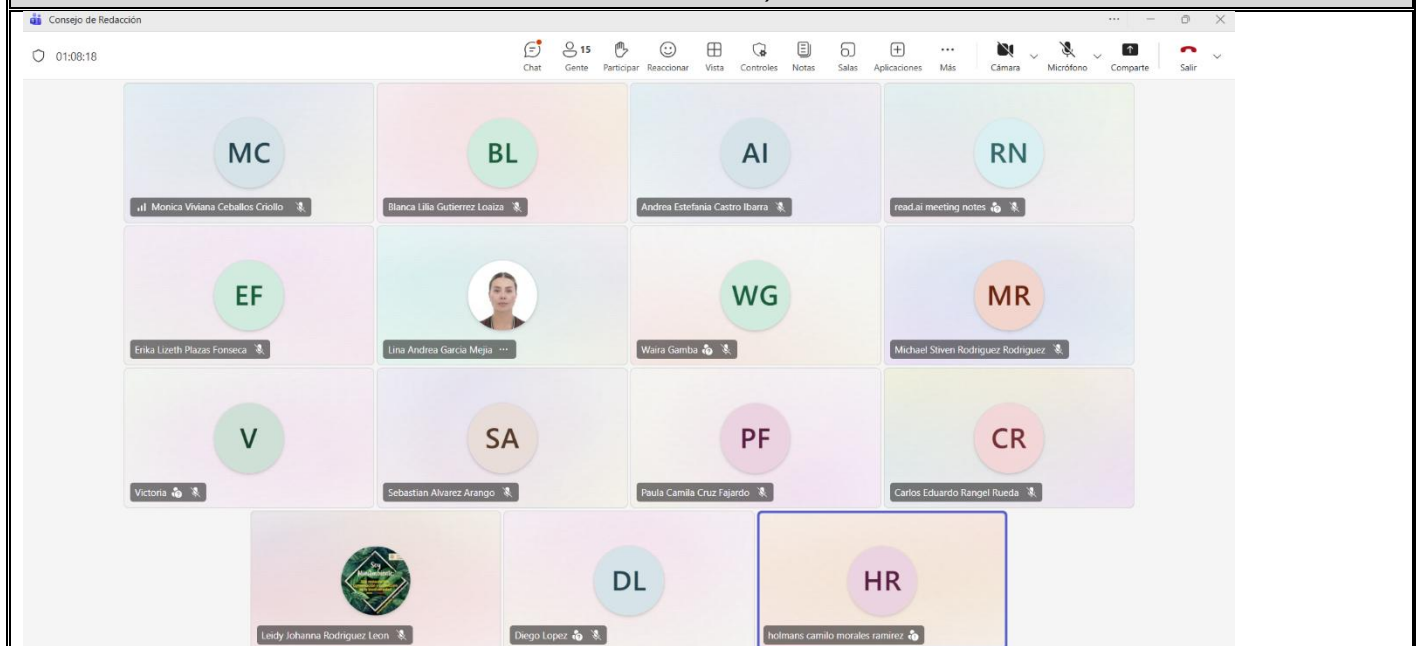 Consejo de Redacción
01:08:18
15
Chat Gente Participar Reaccionar Vista Controles Notas Salas Aplicaciones Más Cámara Micrófono Comparte Salir
MC BL AI RN
Monica Viviana Ceballos Criollo Blanca Lilia Gutierrez Loaiza Andrea Estefania Castro Ibarra read.ai meeting notes
EF WG MR
Erika Lizeth Plazas Fonseca Lina Andrea Garcia Mejia ... Waira Gamba Michael Stiven Rodriguez Rodriguez
V SA PF CR
Victoria Sebastian Alvarez Arango Paula Camila Cruz Fajardo Carlos Eduardo Rangel Rueda
Soy
DL HR
Leidy Johanna Rodriguez Leon Diego Lopez holmans camilo morales ramirez